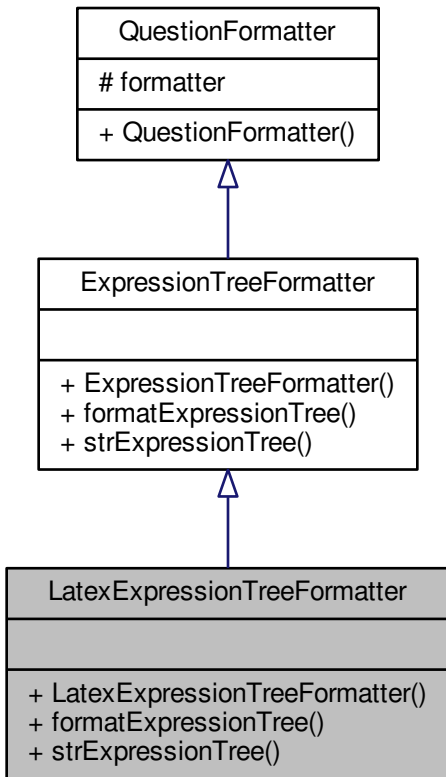 QuestionFormatter
# formatter
+ QuestionFormatter()
ExpressionTreeFormatter
+ ExpressionTreeFormatter()
+ formatExpressionTree()
+ strExpressionTree()
LatexExpressionTreeFormatter
+ LatexExpressionTreeFormatter()
+ formatExpressionTree()
+ strExpressionTree()